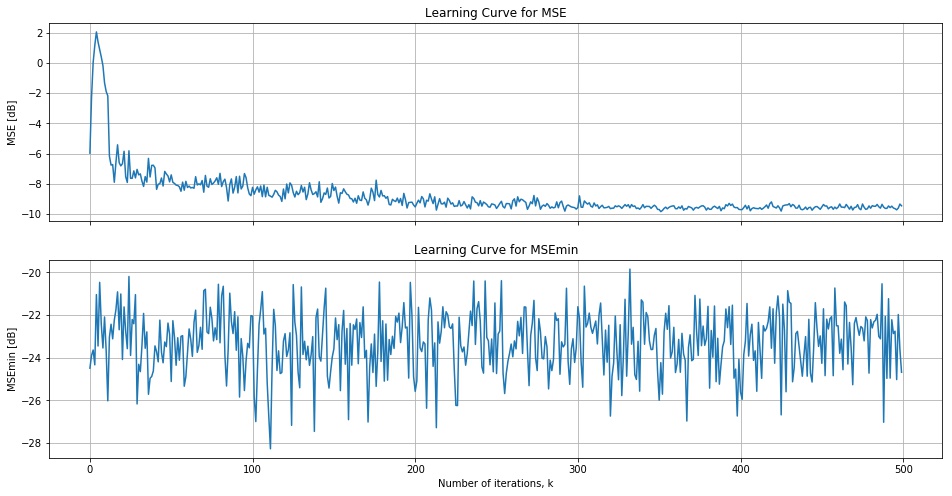 Learning Curve for MSE
MSE [dB]
2
0
−2
−4
−6
−8
−10
Learning Curve for MSEmin
MSEmin [dB]
−20
−22
−24
−26
−28
0 100 200 300 400 500
Number of iterations, k